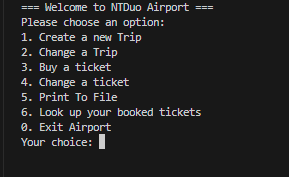 === Welcome to NTDuo Airport ===
Please choose an option:
1. Create a new Trip
2. Change a Trip
3. Buy a ticket
4. Change a ticket
5. Print To File
6. Look up your booked tickets
0. Exit Airport
Your choice: